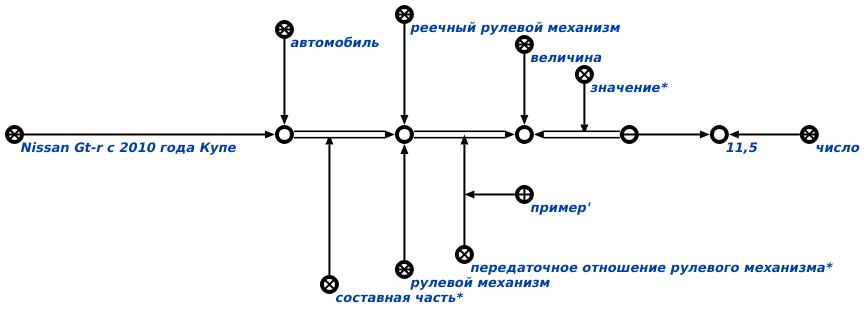 реечный рулевой механизм
автомобиль
величина
значение*
Nissan Gt-r с 2010 года Купе
11,5
число
пример'
передаточное отношение рулевого механизма*
рулевой механизм
составная часть*